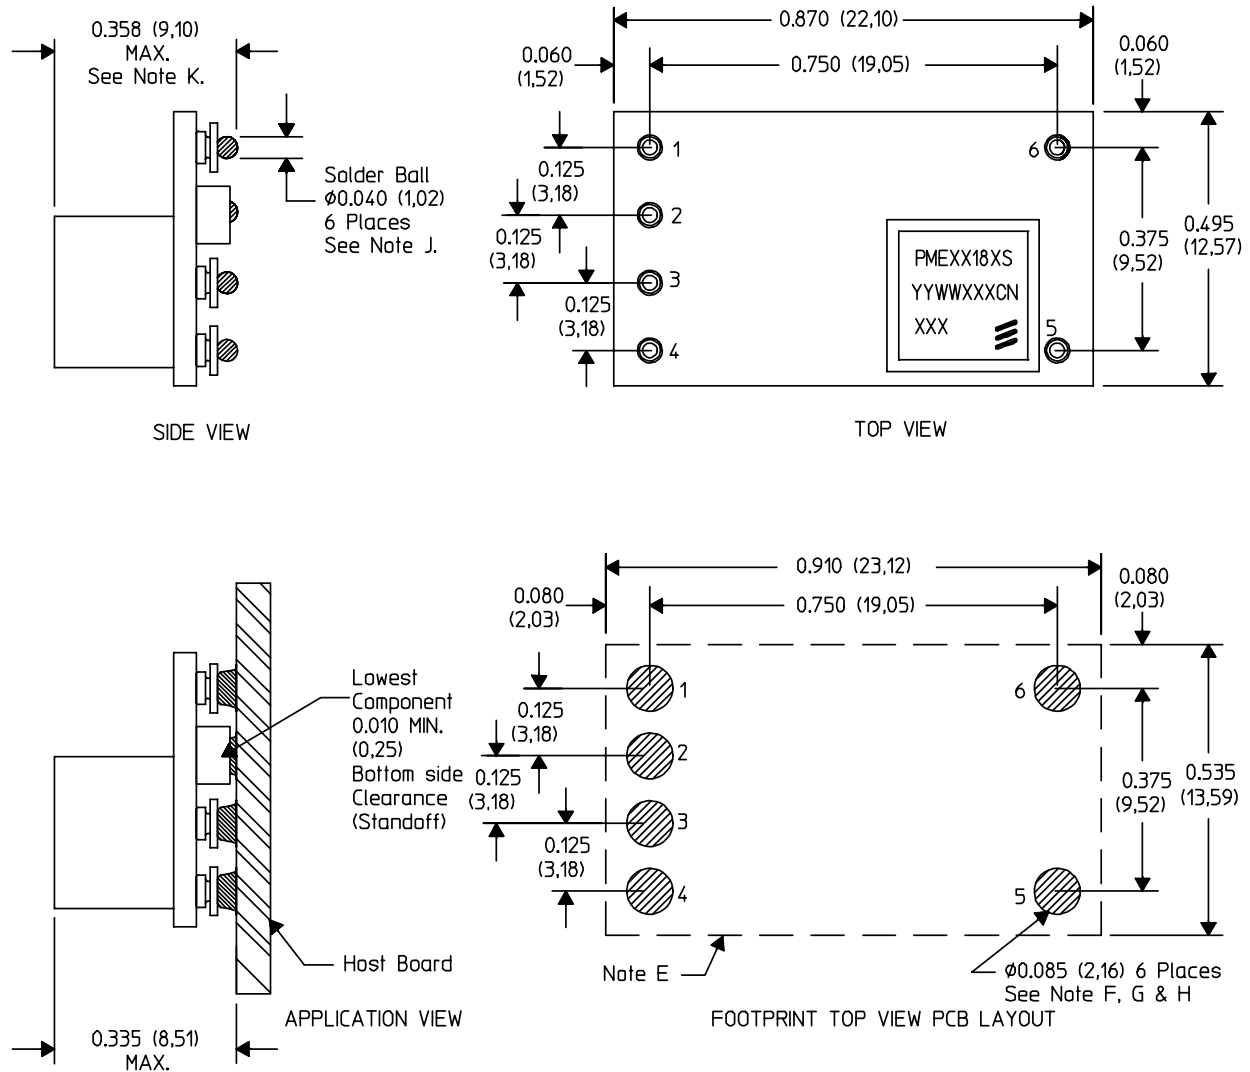 0.358 (9,10)
MAX.
See Note K.
Solder Ball
ø0.040 (1,02)
6 Places
See Note J.
SIDE VIEW
0.870 (22,10)
0.060
(1,52)
0.750 (19,05)
0.060
(1,52)
1
6
0.125
(3,18)
2
0.125
(3,18)
3
0.125
(3,18)
4
5
PMEXX18XS
YYWWXXXCN
XXX
0.375
(9,52)
0.495
(12,57)
TOP VIEW
Lowest
Component
0.010 MIN.
(0,25)
Bottom side
Clearance
(Standoff)
Host Board
0.335 (8,51)
MAX.
APPLICATION VIEW
0.910 (23,12)
0.080
(2,03)
0.750 (19,05)
0.080
(2,03)
1
6
0.125
(3,18)
2
0.125
(3,18)
3
0.125
(3,18)
4
5
0.375
(9,52)
0.535
(13,59)
Note E
ø0.085 (2,16) 6 Places
See Note F, G & H
FOOTPRINT TOP VIEW PCB LAYOUT